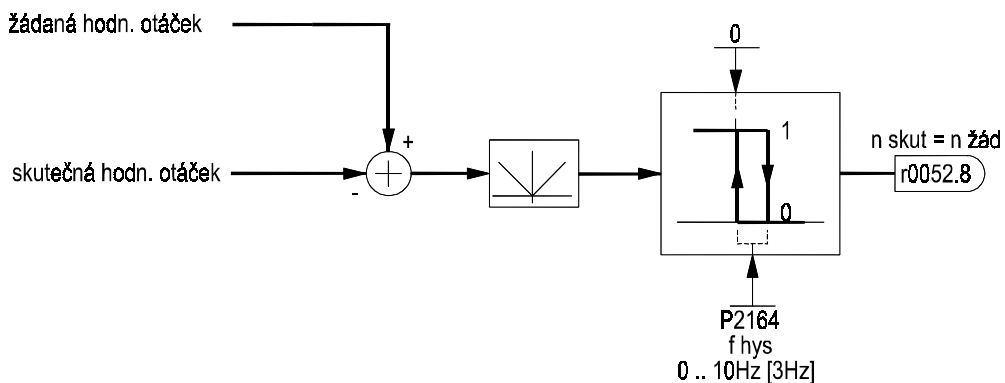 žádaná hodn. otáček
0
+
1
n skut = n žád
skutečná hodn. otáček
r0052.8
-
0
P2164
f hys
0 .. 10Hz [3Hz]